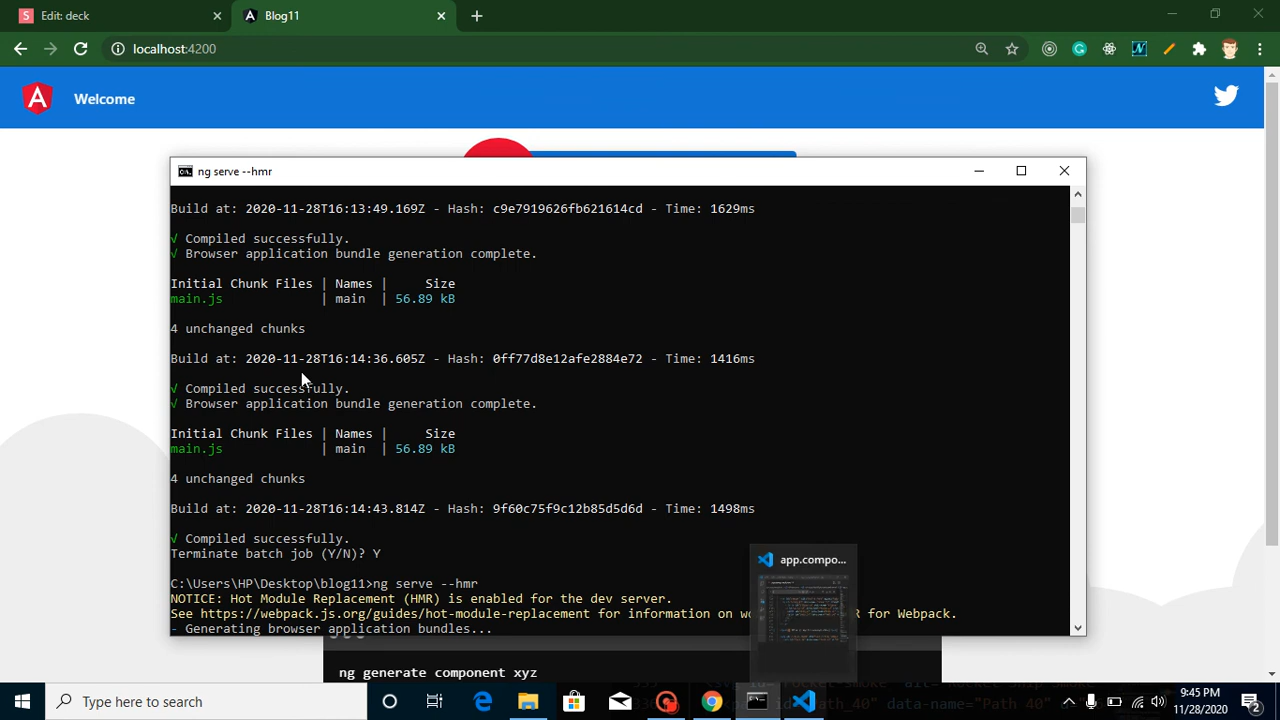 Edit: deck
Blog11
localhost:4200
Welcome
ng serve --hmr
Build at: 2020-11-28T16:13:49.169Z - Hash: c9e7919626fb621614cd - Time: 1629ms
√ Compiled successfully.
√ Browser application bundle generation complete.
Initial Chunk Files | Names | Size
main.js | main | 56.89 kB
4 unchanged chunks
Build at: 2020-11-28T16:14:36.605Z - Hash: 0ff77d8e12afe2884e72 - Time: 1416ms
√ Compiled successfully.
√ Browser application bundle generation complete.
Initial Chunk Files | Names | Size
main.js | main | 56.89 kB
4 unchanged chunks
Build at: 2020-11-28T16:14:43.814Z - Hash: 9f60c75f9c12b85d5d6d - Time: 1498ms
√ Compiled successfully.
Terminate batch job (Y/N)? Y
C:\Users\HP\Desktop\blog11>ng serve --hmr
NOTICE: Hot Module Replacement (HMR) is enabled for the dev server.
https://webpack.js.org/guides/hot-module-replacement for information on wo R for Webpack.
Generating browser application bundles...
app.compo...
ng generate component xyz
Type here to search
9:45 PM
11/28/2020
2